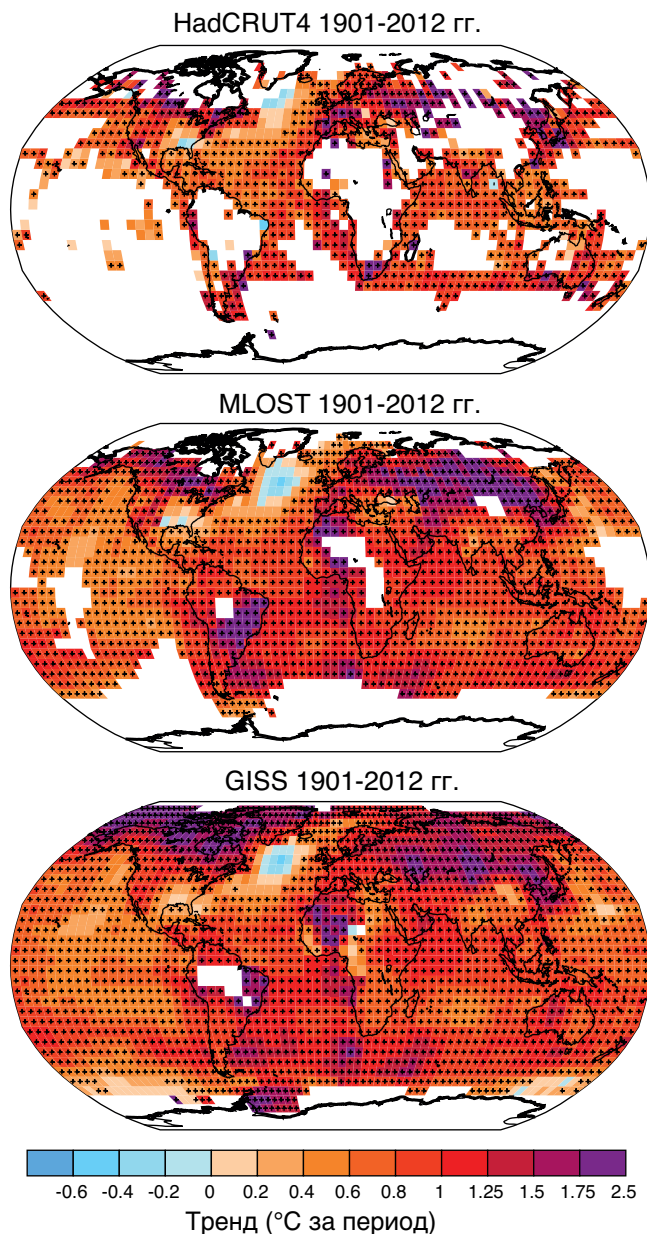 HadCRUT4 1901-2012 гг.
MLOST 1901-2012 гг.
GISS 1901-2012 гг.
-0.6 -0.4 -0.2 0 0.2 0.4 0.6 0.8 1 1.25 1.5 1.75 2.5
Тренд (°C за период)